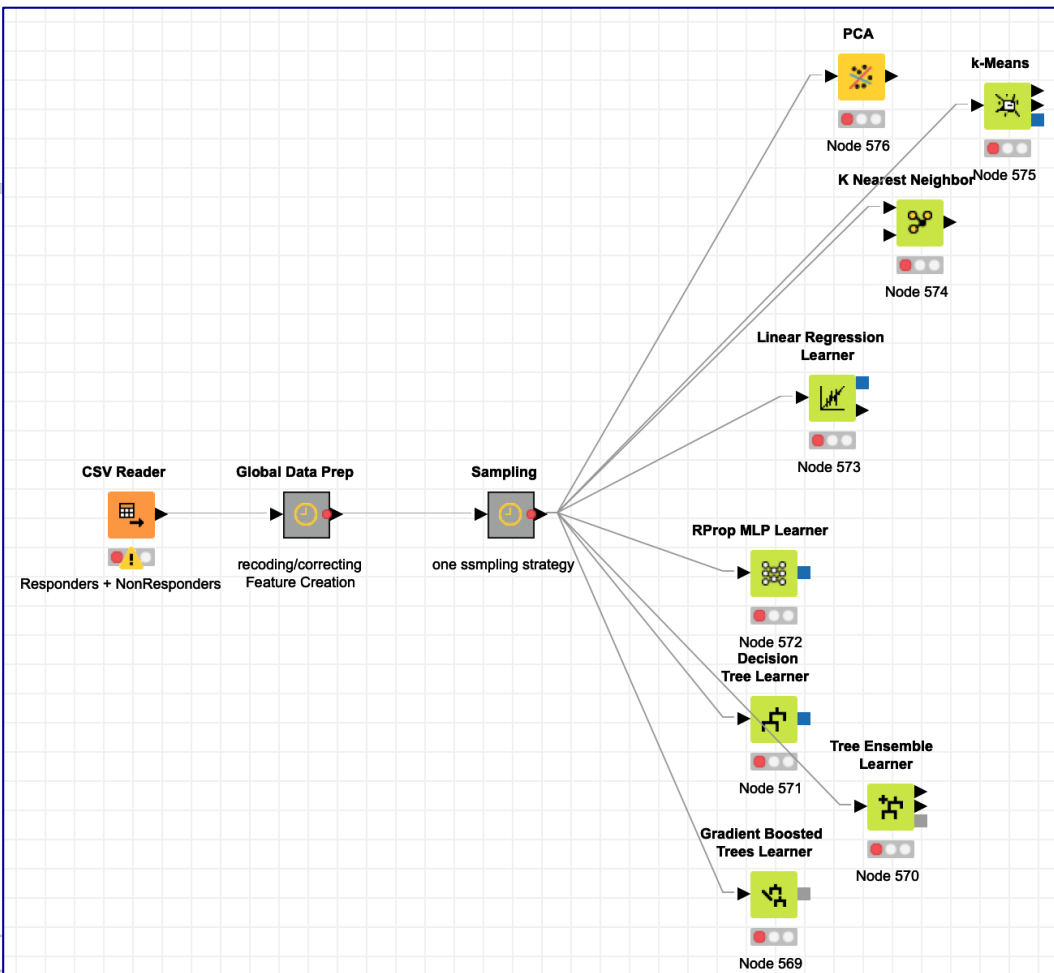 PCA
Node 576
k-Means
Node 575
K Nearest Neighbor
Node 574
Linear Regression
Learner
Node 573
CSV Reader
Responders + NonResponders
Global Data Prep
recoding/correcting
Feature Creation
Sampling
one ssmpling strategy
RProp MLP Learner
Node 572
Decision
Tree Learner
Node 571
Tree Ensemble
Learner
Node 570
Gradient Boosted
Trees Learner
Node 569